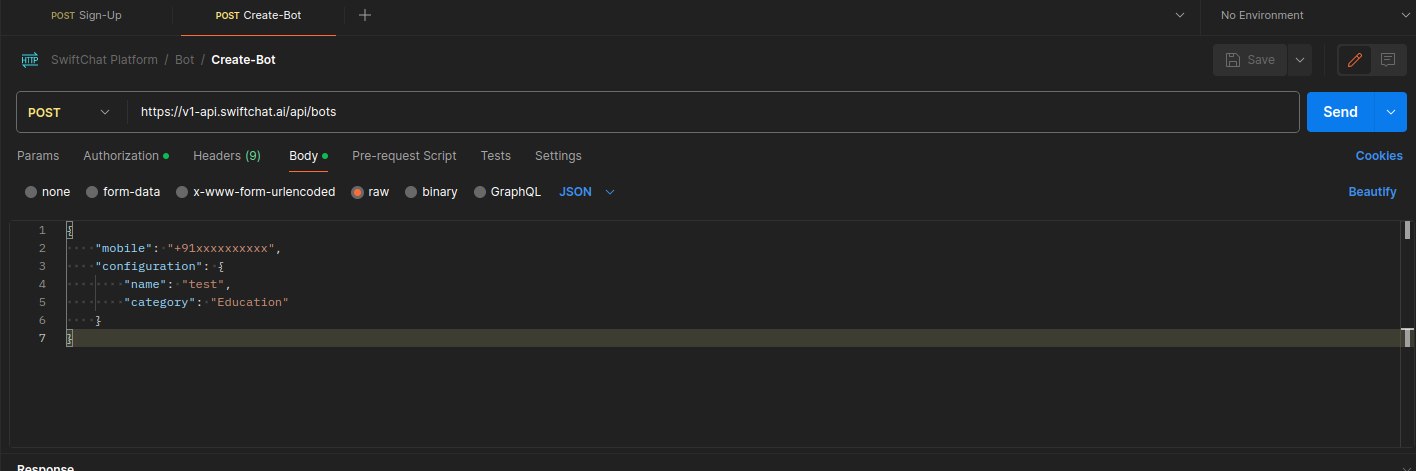 POST Sign-Up POST Create-Bot No Environment
HTTP SwiftChat Platform / Bot / Create-Bot Save
POST https://v1-api.swiftchat.ai/api/bots Send
Params Authorization Headers (9) Body Pre-request Script Tests Settings Cookies
none form-data x-www-form-urlencoded raw binary GraphQL JSON Beautify
1 {
2 "mobile": "+91xxxxxxxxxx",
3 "configuration": {
4 "name": "test",
5 "category": "Education"
6 }
7 }
Response